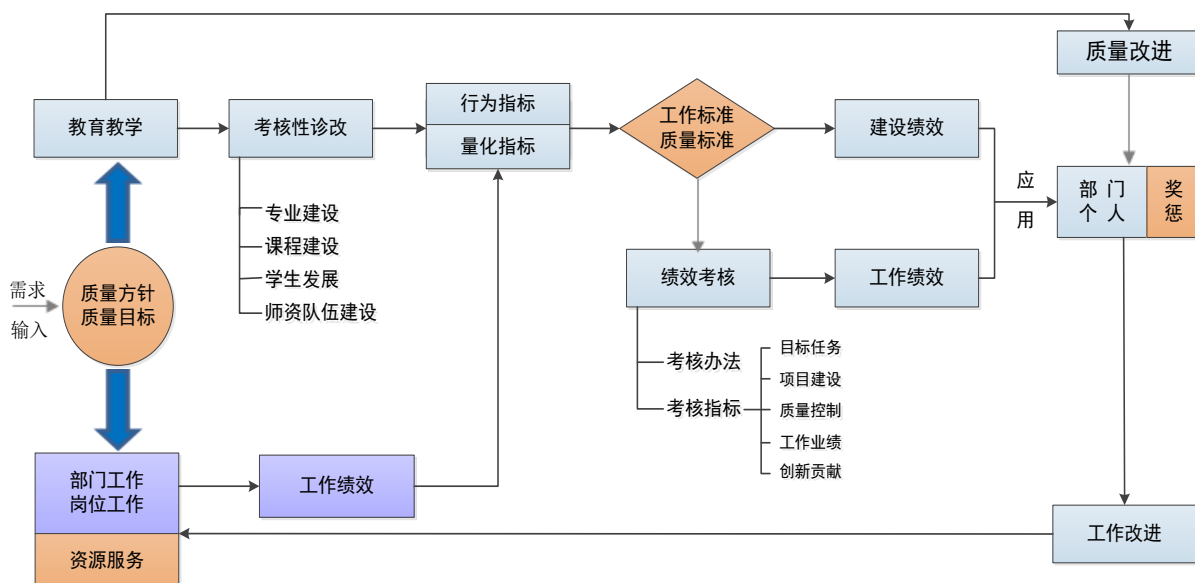 质量改进
教育教学
考核性诊改
行为指标
量化指标
工作标准
质量标准
建设绩效
专业建设
课程建设
学生发展
师资队伍建设
应
用
部 门
个 人
奖
惩
需求
输入
质量方针
质量目标
绩效考核
工作绩效
考核办法
考核指标
目标任务
项目建设
质量控制
工作业绩
创新贡献
部门工作
岗位工作
资源服务
工作绩效
工作改进